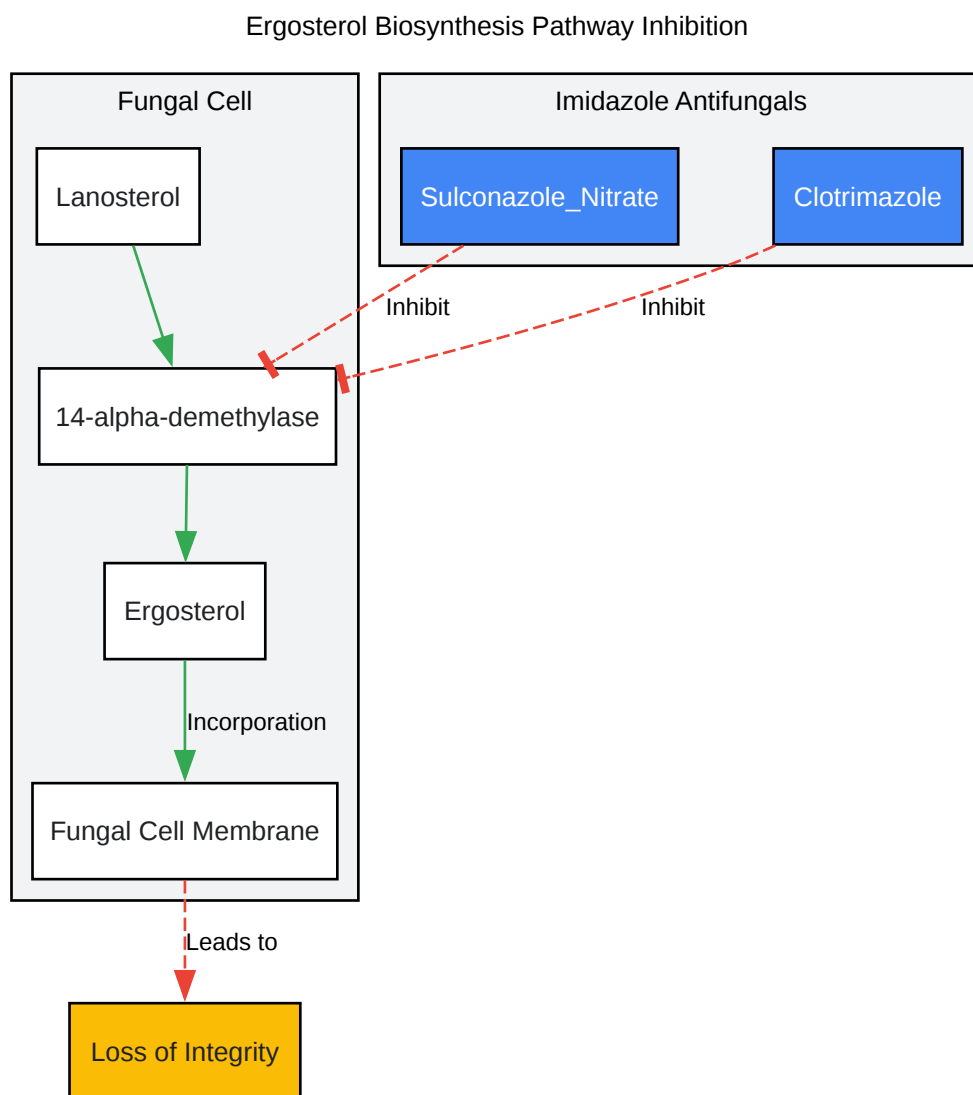 Ergosterol Biosynthesis Pathway Inhibition
Fungal Cell
Imidazole Antifungals
Lanosterol
Sulconazole_Nitrate
Clotrimazole
Inhibit
Inhibit
14-alpha-demethylase
Ergosterol
Incorporation
Fungal Cell Membrane
Leads to
Loss of Integrity